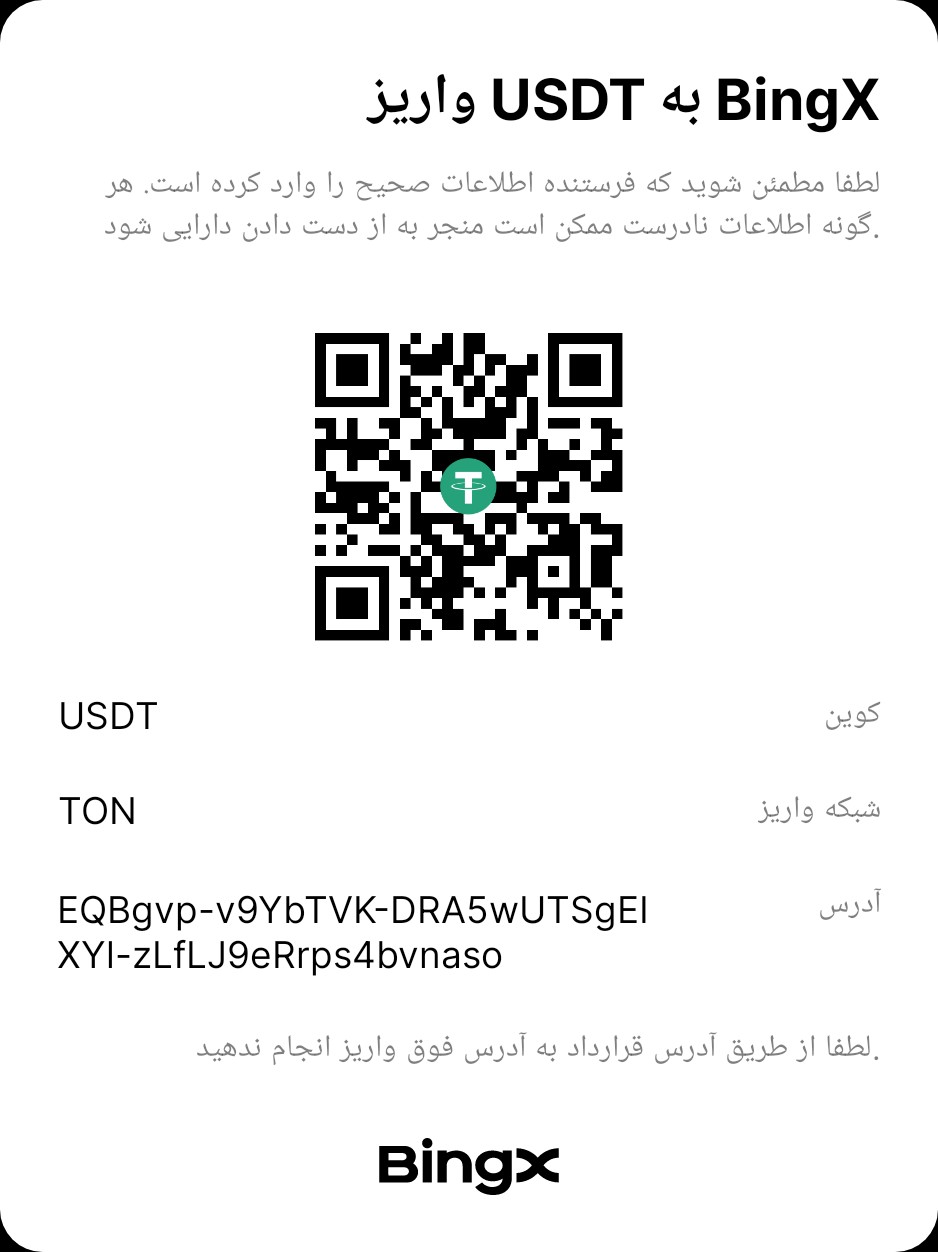 واریز USDT به BingX
لطفا مطمئن شوید که فرستنده اطلاعات صحیح را وارد کرده است. هر
گونه اطلاعات نادرست ممکن است منجر به از دست دادن دارایی شود.
کوین USDT
شبکه واریز TON
آدرس EQBgvp-v9YbTVK-DRA5wUTSgEI
XYI-zLfLJ9eRrps4bvnaso
لطفا از طریق آدرس قرارداد به آدرس فوق واریز انجام ندهید.
BingX